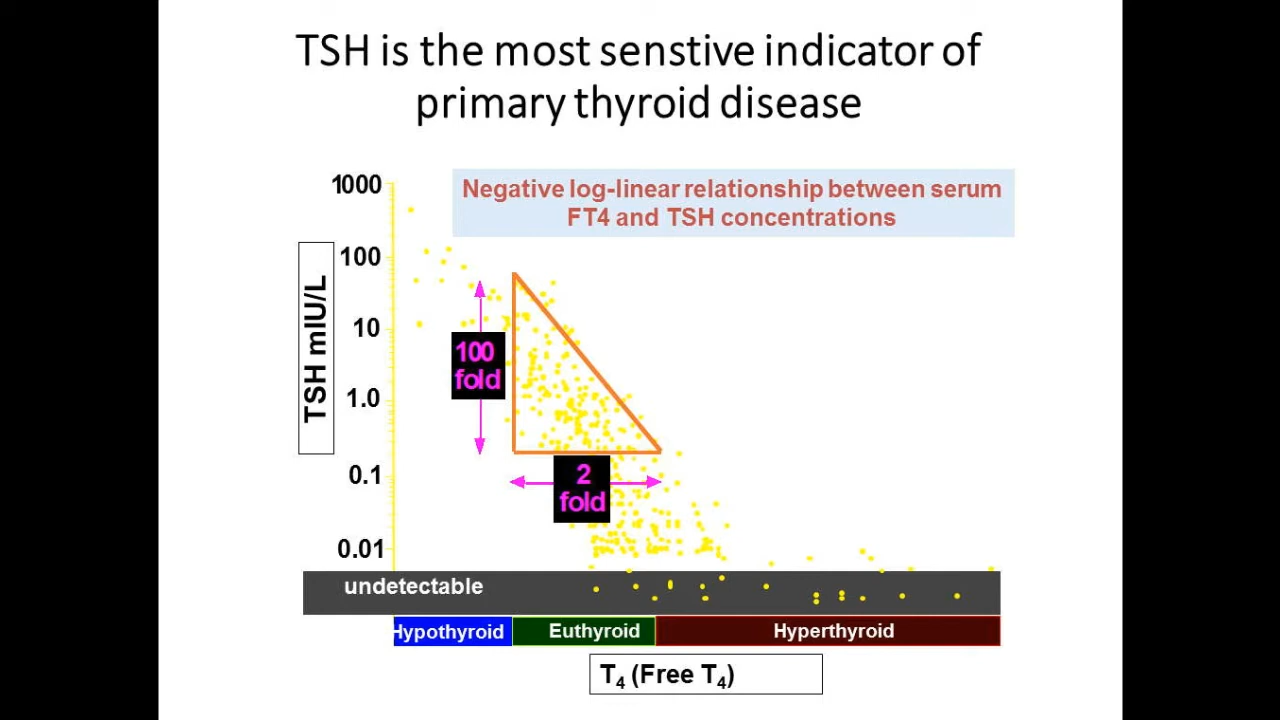 TSH is the most senstive indicator of
primary thyroid disease
Negative log-linear relationship between serum
FT4 and TSH concentrations
1000
100
10
1.0
0.1
0.01
TSH mIU/L
100
fold
2
fold
undetectable
Hypothyroid
Euthyroid
Hyperthyroid
T4 (Free T4)